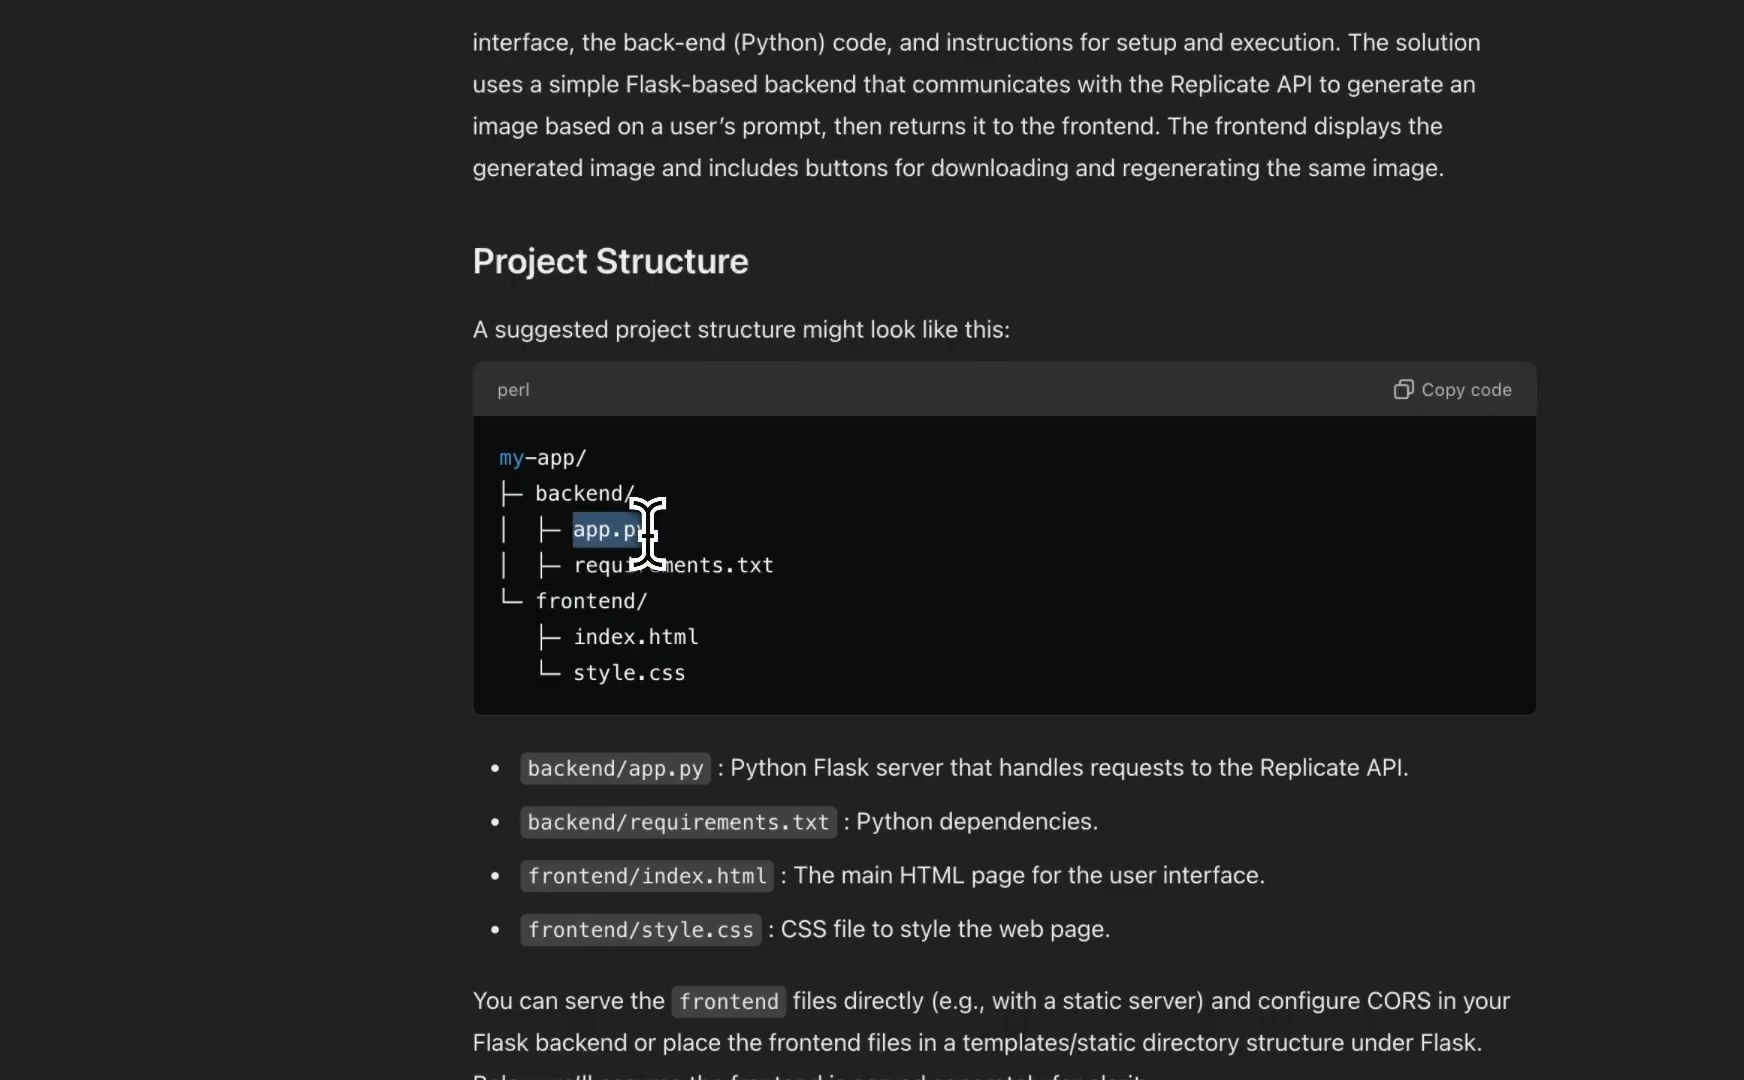 interface, the back-end (Python) code, and instructions for setup and execution. The solution
uses a simple Flask-based backend that communicates with the Replicate API to generate an
image based on a user’s prompt, then returns it to the frontend. The frontend displays the
generated image and includes buttons for downloading and regenerating the same image.
Project Structure
A suggested project structure might look like this:
perl
Copy code
my-app/
├─ backend/
│  ├─ app.py
│  ├─ requirements.txt
└─ frontend/
   ├─ index.html
   └─ style.css
• backend/app.py : Python Flask server that handles requests to the Replicate API.
• backend/requirements.txt : Python dependencies.
• frontend/index.html : The main HTML page for the user interface.
• frontend/style.css : CSS file to style the web page.
You can serve the frontend files directly (e.g., with a static server) and configure CORS in your
Flask backend or place the frontend files in a templates/static directory structure under Flask.